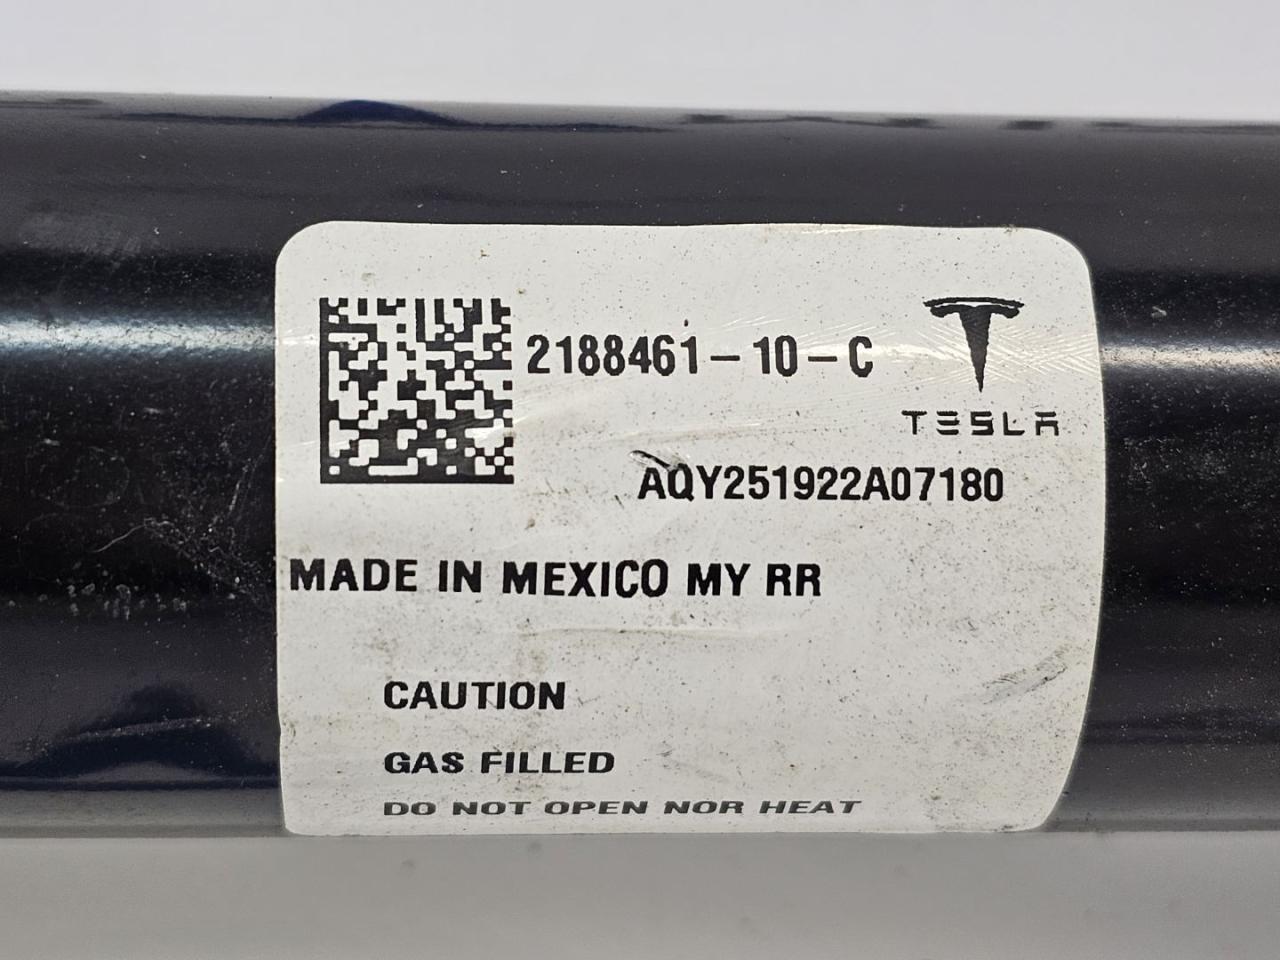 2188461-10-C
TESLA
AQY251922A07180
MADE IN MEXICO MY RR
CAUTION
GAS FILLED
DO NOT OPEN NOR HEAT